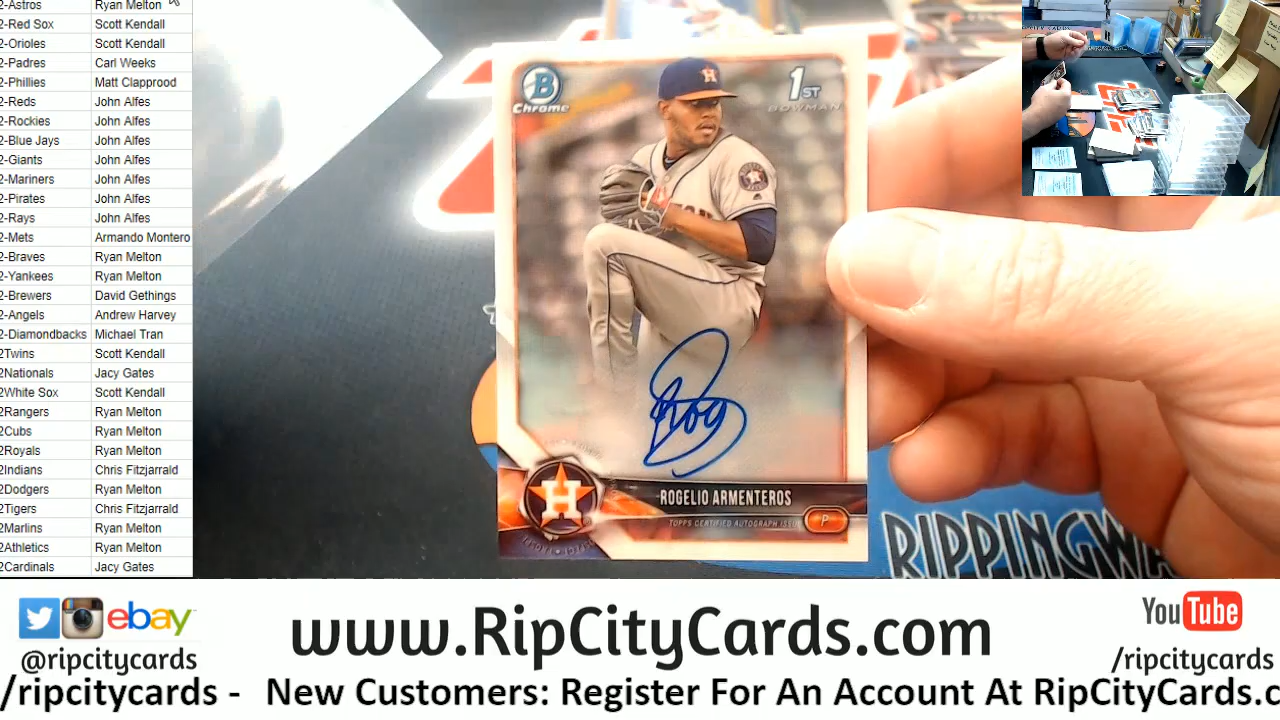 2-Astros Ryan Melton
2-Red Sox Scott Kendall
2-Orioles Scott Kendall
2-Padres Carl Weeks
2-Phillies Matt Clapprood
2-Reds John Alfes
2-Rockies John Alfes
2-Blue Jays John Alfes
2-Giants John Alfes
2-Mariners John Alfes
2-Pirates John Alfes
2-Rays John Alfes
2-Mets Armando Montero
2-Braves Ryan Melton
2-Yankees Ryan Melton
2-Brewers David Gethings
2-Angels Andrew Harvey
2-Diamondbacks Michael Tran
2Twins Scott Kendall
2Nationals Jacy Gates
2White Sox Scott Kendall
2Rangers Ryan Melton
2Cubs Ryan Melton
2Royals Ryan Melton
2Indians Chris Fitzjarrald
2Dodgers Ryan Melton
2Tigers Chris Fitzjarrald
2Marlins Ryan Melton
2Athletics Ryan Melton
2Cardinals Jacy Gates
B
Chrome
1ST
BOWMAN
H
H
ROGELIO ARMENTEROS
TOPPS CERTIFIED AUTOGRAPH ISSUE
P
RIPPINGWA
ebay
@ripcitycards
www.RipCityCards.com
YouTube
/ripcitycards
/ripcitycards - New Customers: Register For An Account At RipCityCards.c